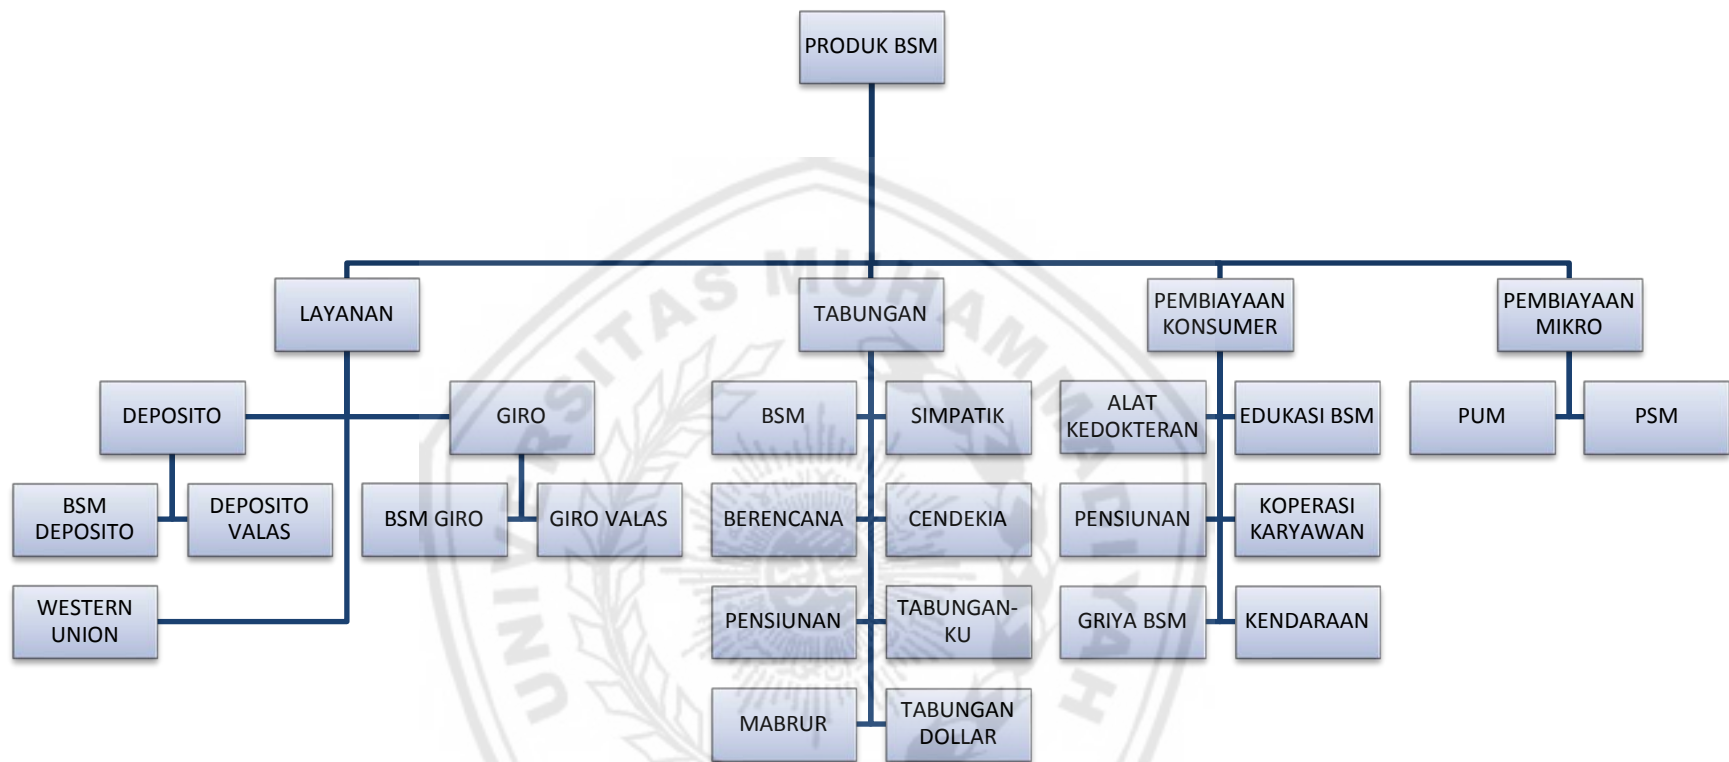 PRODUK BSM
LAYANAN
TABUNGAN
PEMBIAYAAN
KONSUMER
PEMBIAYAAN
MIKRO
DEPOSITO
GIRO
BSM
SIMPATIK
ALAT
KEDOKTERAN
EDUKASI BSM
PUM
PSM
BSM
DEPOSITO
DEPOSITO
VALAS
BSM GIRO
GIRO VALAS
BERENCANA
CENDEKIA
PENSIUNAN
KOPERASI
KARYAWAN
WESTERN
UNION
PENSIUNAN
TABUNGAN-
KU
GRIYA BSM
KENDARAAN
MABRUR
TABUNGAN
DOLLAR
UNIVERSITAS MUHAMMADIYAH